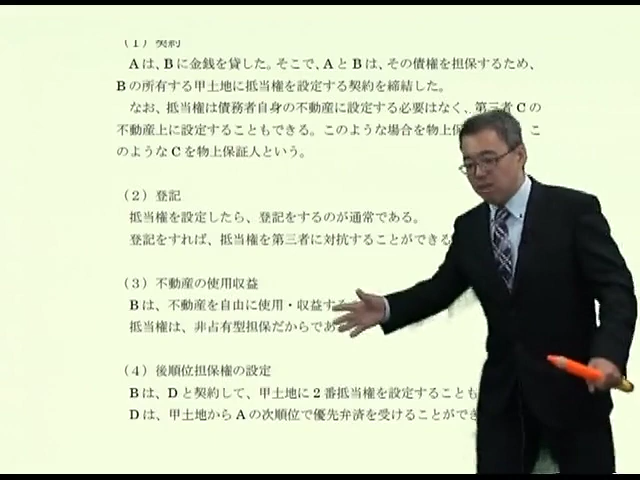 （１）契約
Aは、Bに金銭を貸した。そこで、AとBは、その債権を担保するため、
Bの所有する甲土地に抵当権を設定する契約を締結した。
なお、抵当権は債務者自身の不動産に設定する必要はなく、第三者Cの
不動産上に設定することもできる。このような場合を物上保 こ
のようなCを物上保証人という。
（２）登記
抵当権を設定したら、登記をするのが通常である。
登記をすれば、抵当権を第三者に対抗することができる
（３）不動産の使用収益
Bは、不動産を自由に使用・収益する
抵当権は、非占有型担保だからであ
（４）後順位担保権の設定
Bは、Dと契約して、甲土地に２番抵当権を設定することも
Dは、甲土地からAの次順位で優先弁済を受けることができ